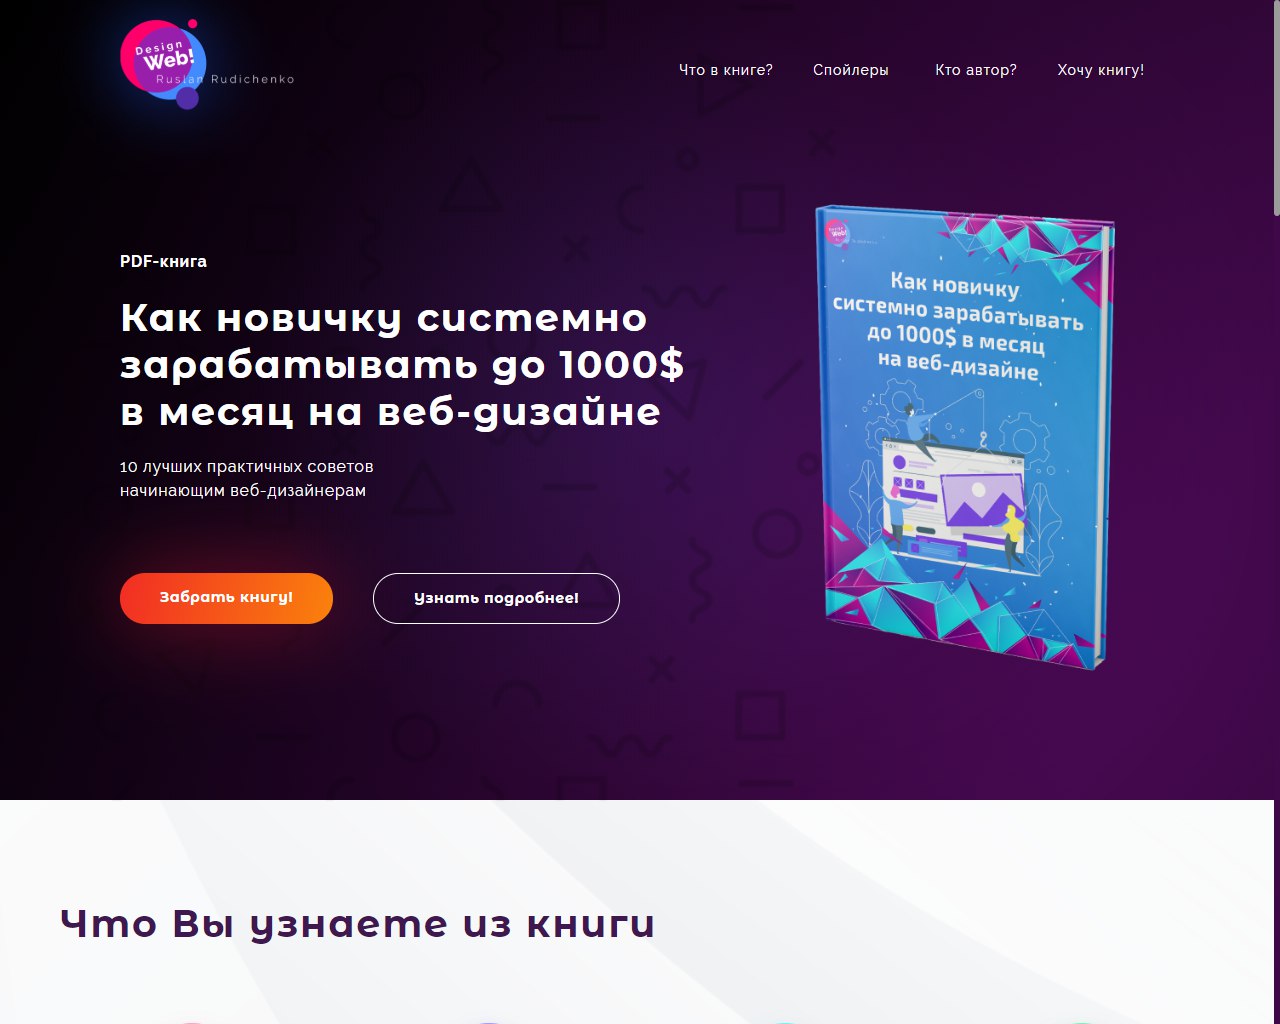 Design
Web!
Ruslan Rudichenko
Что в книге?
Спойлеры
Кто автор?
Хочу книгу!
PDF-книга
Как новичку системно
зарабатывать до 1000$
в месяц на веб-дизайне
10 лучших практичных советов
начинающим веб-дизайнерам
Забрать книгу!
Узнать подробнее!
Design
Web!
Как новичку
системно зарабатывать
до 1000$ в месяц
на веб-дизайне
Что Вы узнаете из книги